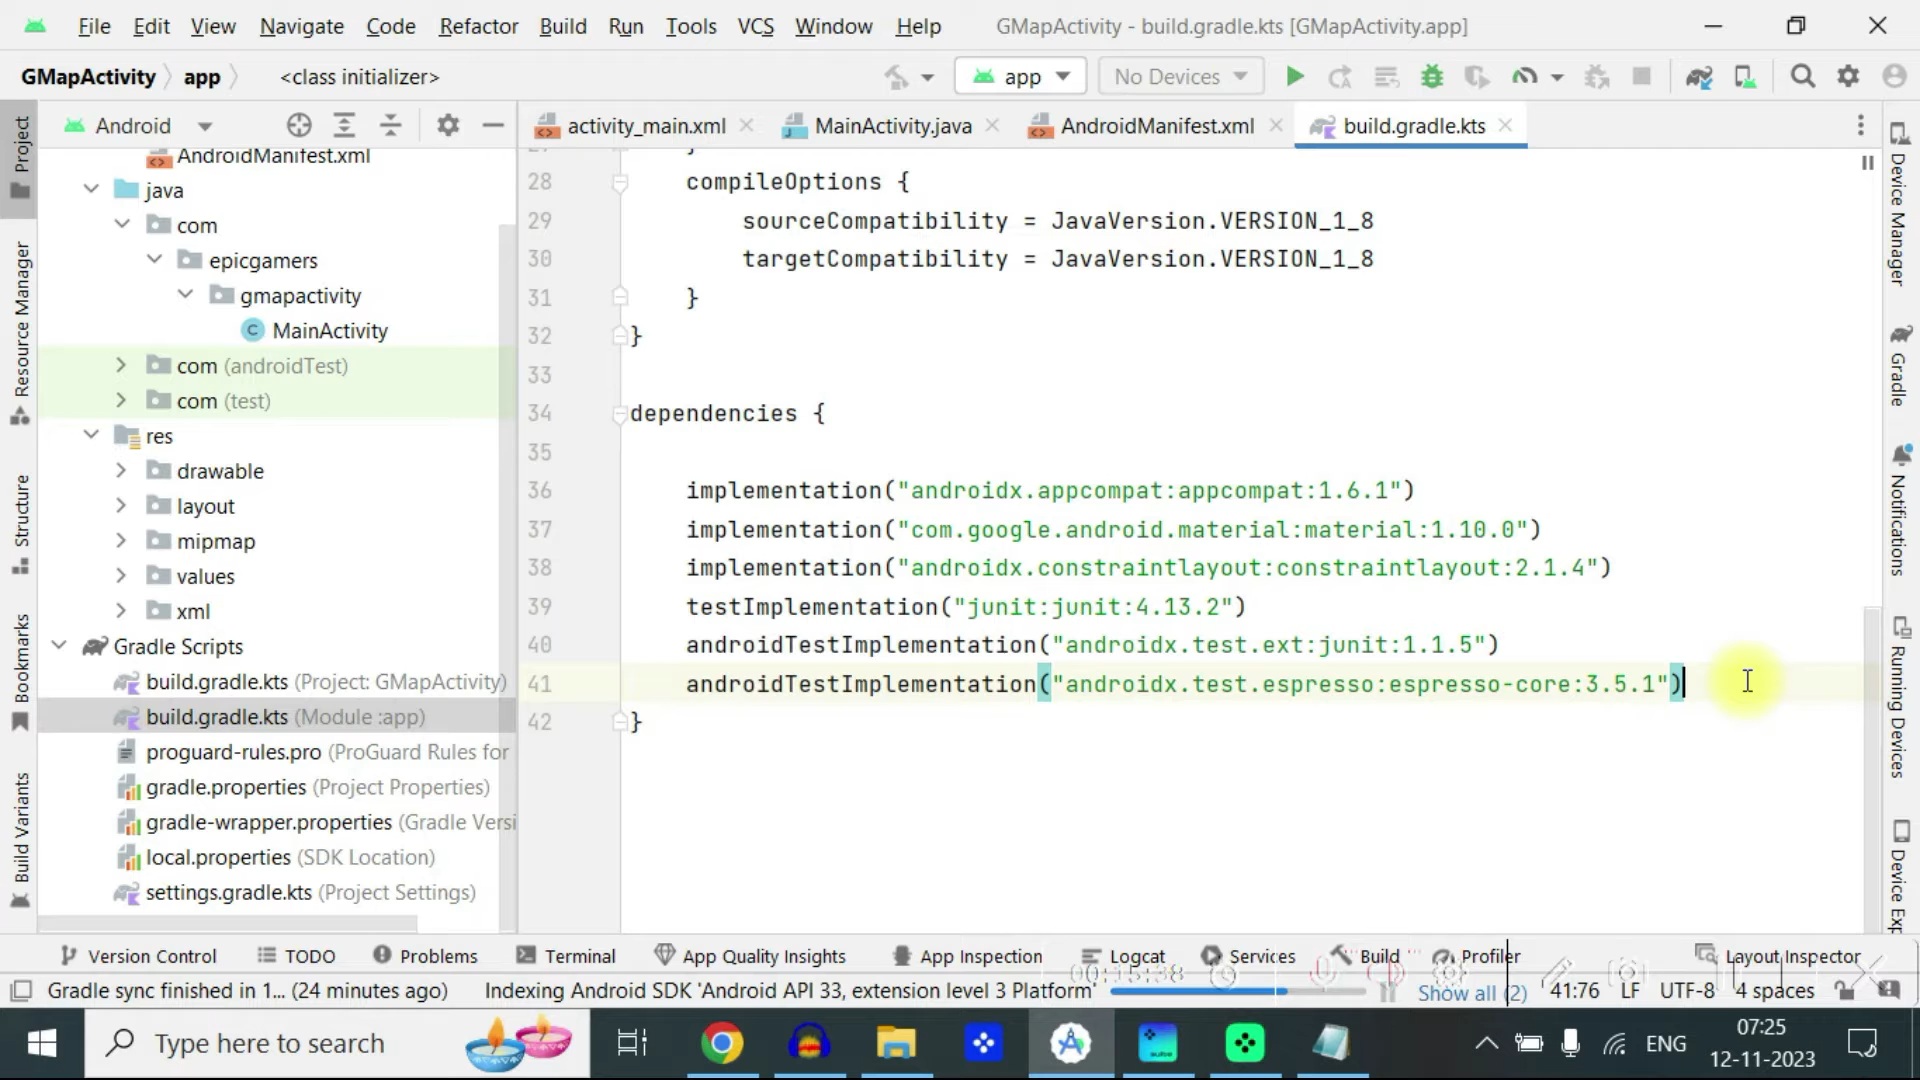 File Edit View Navigate Code Refactor Build Run Tools VCS Window Help GMapActivity - build.gradle.kts [GMapActivity.app]
GMapActivity app <class initializer> app No Devices
Android activity_main.xml MainActivity.java AndroidManifest.xml build.gradle.kts
Project
Resource Manager
Structure
Bookmarks
Build Variants
AndroidManifest.xml
java
com
epicgamers
gmapactivity
MainActivity
com (androidTest)
com (test)
res
drawable
layout
mipmap
values
xml
Gradle Scripts
build.gradle.kts (Project: GMapActivity)
build.gradle.kts (Module :app)
proguard-rules.pro (ProGuard Rules for
gradle.properties (Project Properties)
gradle-wrapper.properties (Gradle Versi
local.properties (SDK Location)
settings.gradle.kts (Project Settings)
28 compileOptions {
29 sourceCompatibility = JavaVersion.VERSION_1_8
30 targetCompatibility = JavaVersion.VERSION_1_8
31 }
32 }
33
34 dependencies {
35
36 implementation("androidx.appcompat:appcompat:1.6.1")
37 implementation("com.google.android.material:material:1.10.0")
38 implementation("androidx.constraintlayout:constraintlayout:2.1.4")
39 testImplementation("junit:junit:4.13.2")
40 androidTestImplementation("androidx.test.ext:junit:1.1.5")
41 androidTestImplementation("androidx.test.espresso:espresso-core:3.5.1")
42 }
Device Manager
Gradle
Notifications
Running Devices
Device Exp
Version Control TODO Problems Terminal App Quality Insights App Inspection Logcat Services Build Profiler Layout Inspector
00:15:38
Gradle sync finished in 1... (24 minutes ago) Indexing Android SDK 'Android API 33, extension level 3 Platform' Show all (2) 41:76 LF UTF-8 4 spaces
Type here to search ENG 07:25
12-11-2023